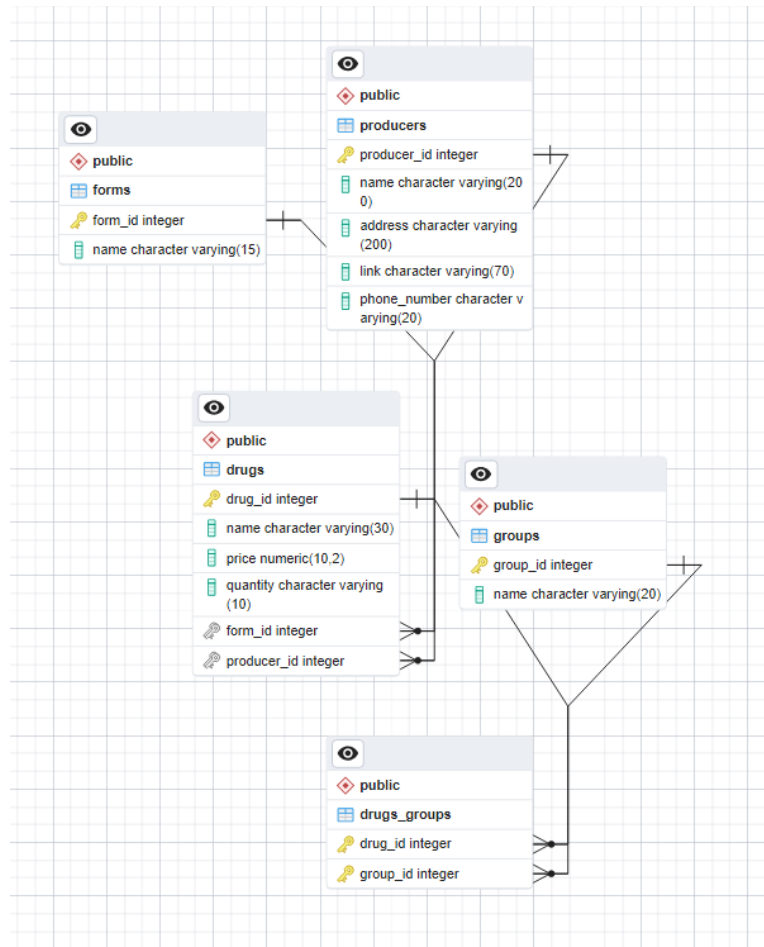 public
producers
producer_id integer
name character varying(20
0)
address character varying
(200)
link character varying(70)
phone_number character v
arying(20)
public
forms
form_id integer
name character varying(15)
public
drugs
drug_id integer
name character varying(30)
price numeric(10,2)
quantity character varying
(10)
form_id integer
producer_id integer
public
groups
group_id integer
name character varying(20)
public
drugs_groups
drug_id integer
group_id integer